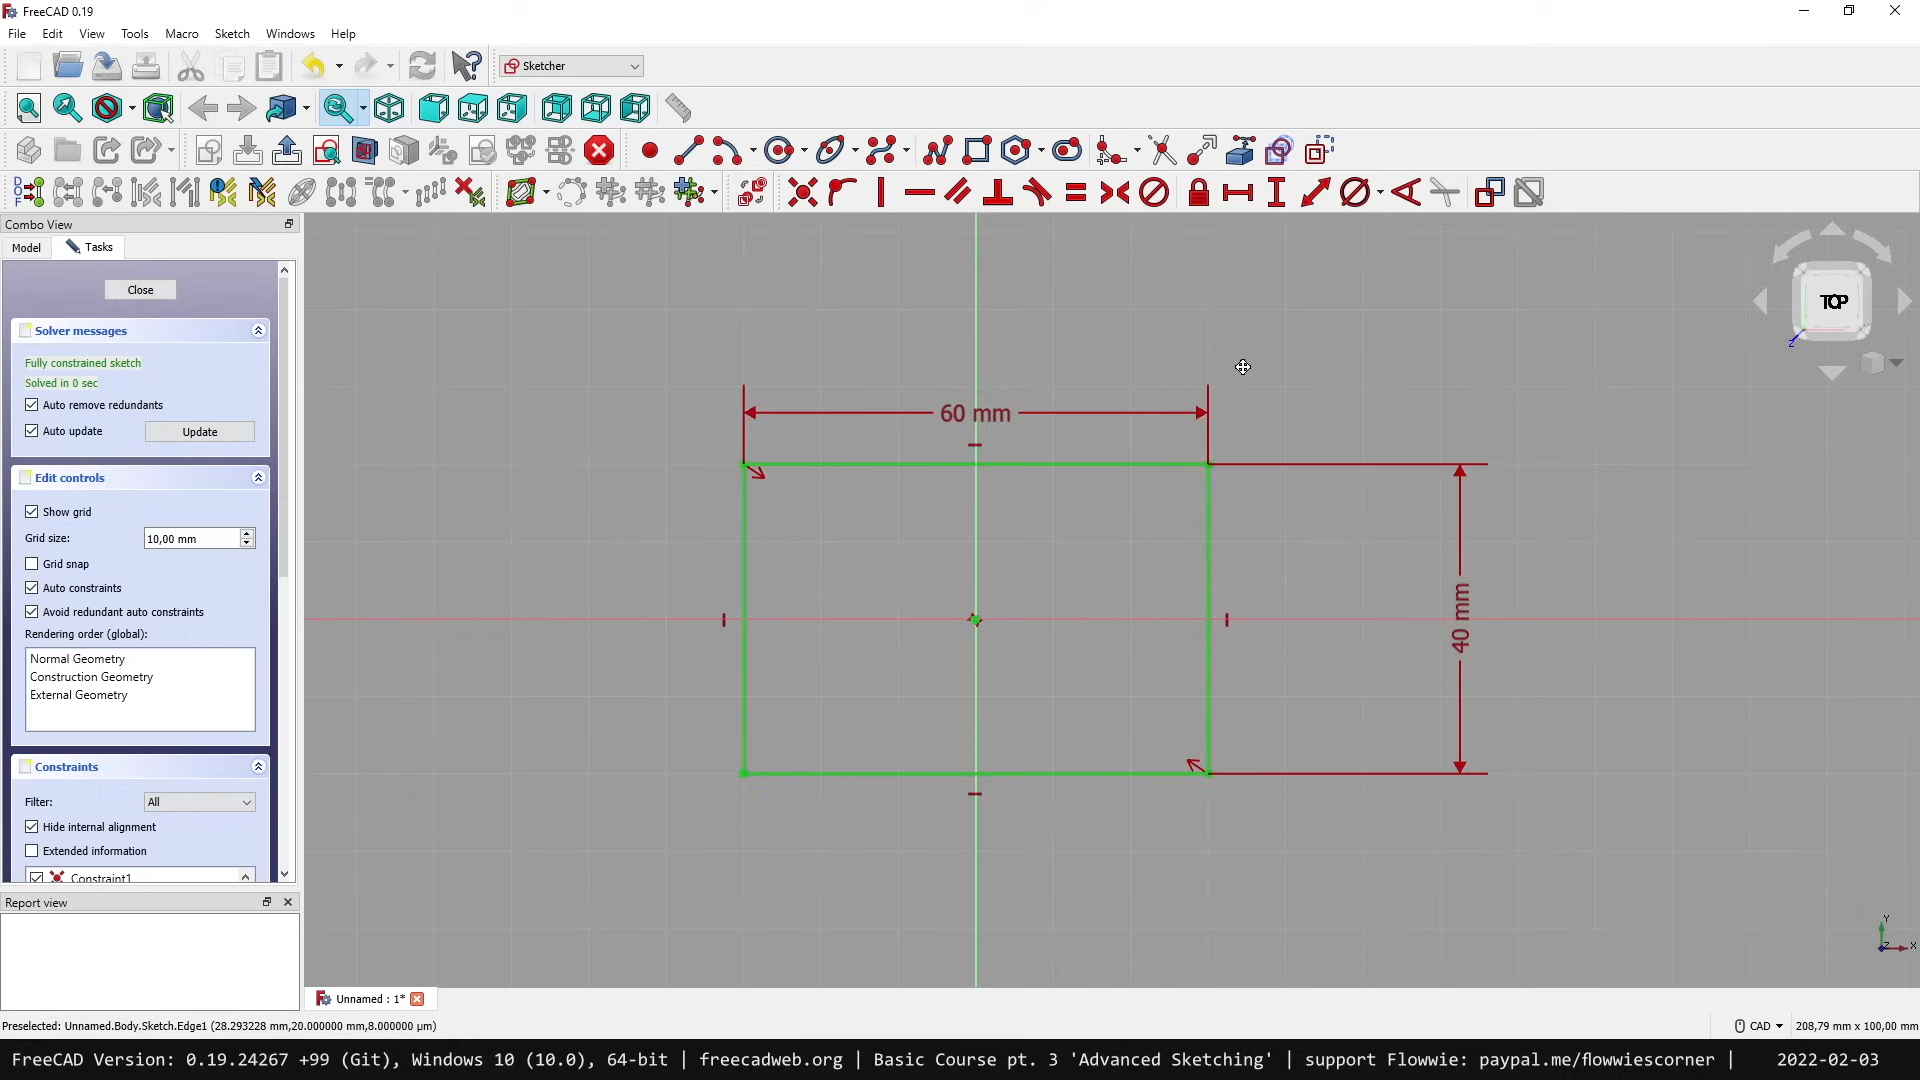 FreeCAD 0.19
File Edit View Tools Macro Sketch Windows Help
Sketcher
Combo View
Model Tasks
Close
Solver messages
Fully constrained sketch
Solved in 0 sec
Auto remove redundants
Auto update Update
Edit controls
Show grid
Grid size: 10,00 mm
Grid snap
Auto constraints
Avoid redundant auto constraints
Rendering order (global):
Normal Geometry
Construction Geometry
External Geometry
Constraints
Filter: All
Hide internal alignment
Extended information
Constraint1
Report view
DOF
60 mm
40 mm
TOP
Z
Y
Z X
Unnamed : 1*
Preselected: Unnamed.Body.Sketch.Edge1 (28.293228 mm,20.000000 mm,8.000000 µm)
CAD 208,79 mm x 100,00 mm
FreeCAD Version: 0.19.24267 +99 (Git), Windows 10 (10.0), 64-bit | freecadweb.org | Basic Course pt. 3 'Advanced Sketching' | support Flowwie: paypal.me/flowwiescorner | 2022-02-03